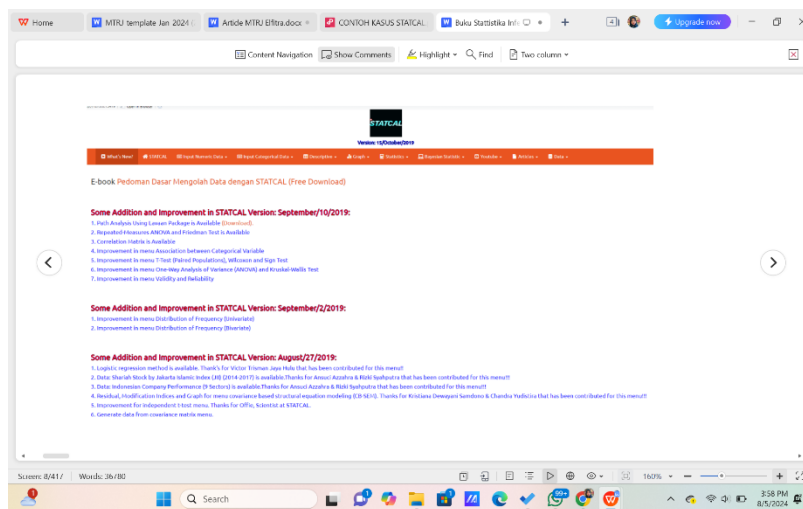 Home
MTRJ template Jan 2024
Article MTRJ Elfitra.docx
CONTOH KASUS STATCAL
Buku Stattistika Infe
4
Upgrade now
Content Navigation
Show Comments
Highlight
Find
Two column
STATCAL
Version: 13/October/2019
What's New!
STATCAL
Input Numeric Data
Input Categorical Data
Descriptive
Graph
Statistics
Bayesian Statistic
Youtube
Articles
Data
E-book Pedoman Dasar Mengolah Data dengan STATCAL (Free Download)
Some Addition and Improvement in STATCAL Version: September/10/2019:
1. Path Analysis Using Lavaan Package is Available (Download).
2. Repeated-Measures ANOVA and Friedman Test is Available
3. Correlation Matrix is Available
4. Improvement in menu Association between Categorical Variable
5. Improvement in menu T-Test (Paired Populations), Wilcoxon and Sign Test
6. Improvement in menu One-Way Analysis of Variance (ANOVA) and Kruskal-Wallis Test
7. Improvement in menu Validity and Reliability
Some Addition and Improvement in STATCAL Version: September/2/2019:
1. Improvement in menu Distribution of Frequency (Univariate)
2. Improvement in menu Distribution of Frequency (Bivariate)
Some Addition and Improvement in STATCAL Version: August/27/2019:
1. Logistic regression method is available. Thank's for Victor Trisman Jaya Hulu that has been contributed for this menu!!
2. Data: Shariah Stock by Jakarta Islamic Index (JII) (2014-2017) is available.Thanks for Ansuci Azzahra & Rizki Syahputra that has been contributed for this menu!!
3. Data: Indonesian Company Performance (9 Sectors) is available.Thanks for Ansuci Azzahra & Rizki Syahputra that has been contributed for this menu!!!
4. Residual, Modification Indices and Graph for menu covariance based structural equation modeling (CB-SEM). Thanks for Kristiana Dewayani Samdono & Chandra Yudistira that has been contributed for this menu!!!
5. Improvement for independent t-test menu. Thanks for Offie, Scientist at STATCAL.
6. Generate data from covariance matrix menu.
Screen: 8/417
Words: 36780
160%
Search
99+
3:58 PM
8/5/2024